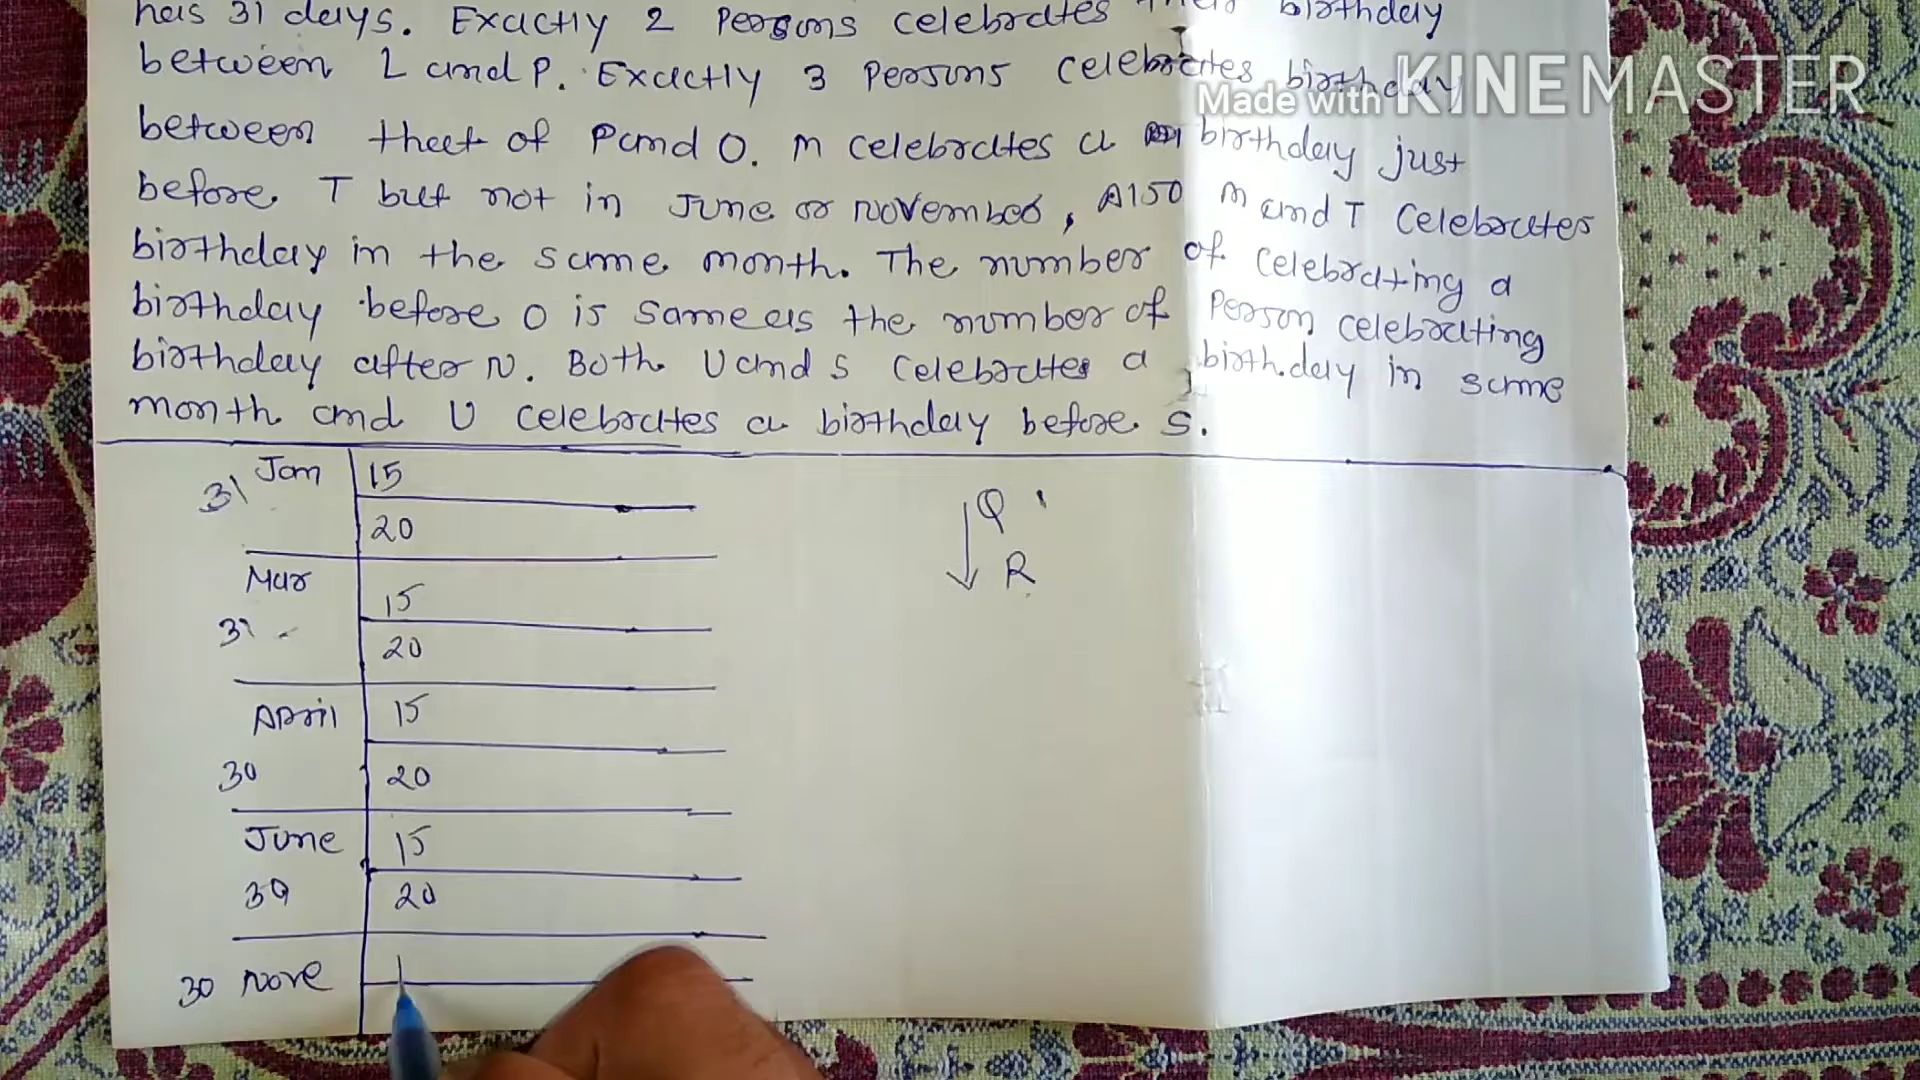 has 31 days. Exactly 2 Persons celebrates their birthday
between L and P. Exactly 3 Persons celebrates birthday
Made with KINEMASTER
between that of P and O. M celebrates a birthday just
before T but not in June or November, Also M and T celebrates
birthday in the same month. The number of celebrating a
birthday before O is same as the number of Person celebrating
birthday after N. Both U and S celebrates a birthday in same
month and U celebrates a birthday before S.
31 Jan 15
20
Q
R
Mar 15
31
20
April 15
30 20
June 15
30 20
30 Nove